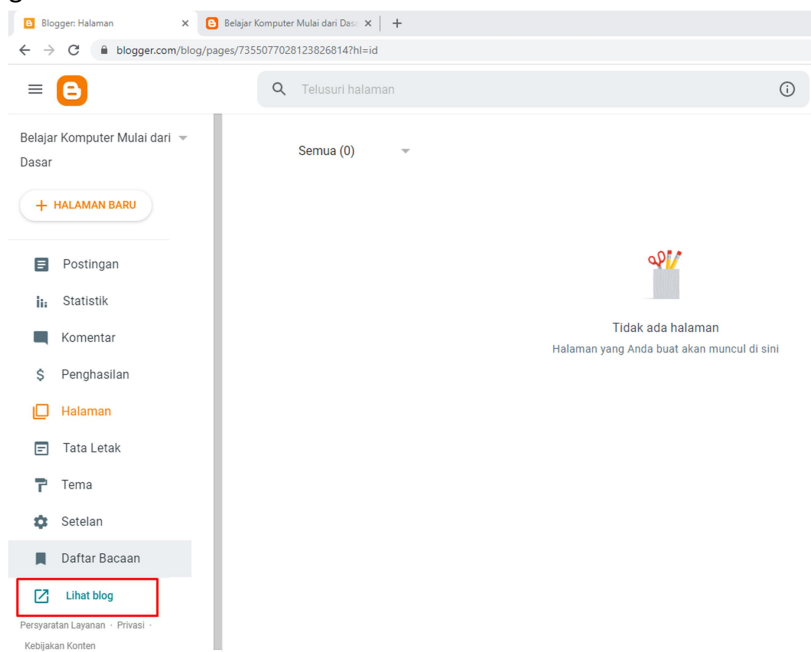 Blogger: Halaman
Belajar Komputer Mulai dari Das
blogger.com/blog/pages/7355077028123826814?hl=id
Telusuri halaman
Belajar Komputer Mulai dari
Dasar
Semua (0)
+ HALAMAN BARU
Postingan
Statistik
Komentar
$ Penghasilan
Halaman
Tata Letak
Tema
Setelan
Daftar Bacaan
Lihat blog
Persyaratan Layanan · Privasi ·
Kebijakan Konten
Tidak ada halaman
Halaman yang Anda buat akan muncul di sini